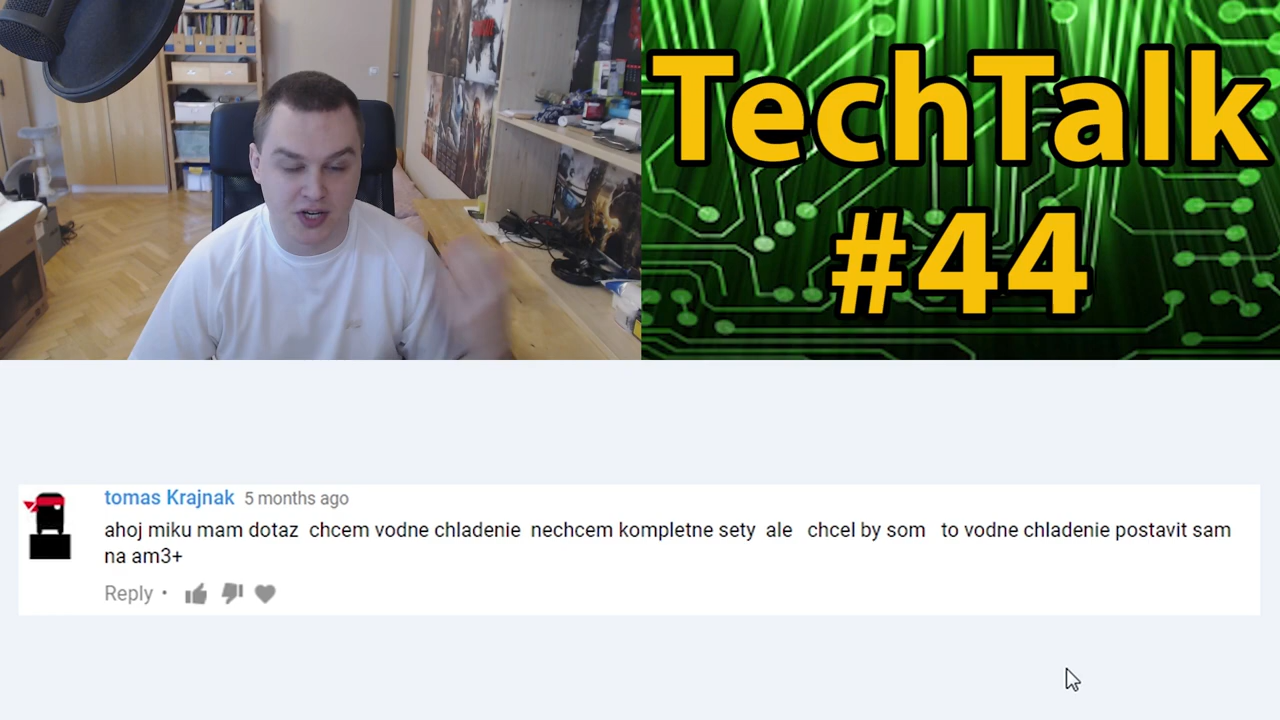 TechTalk
#44
tomas Krajnak 5 months ago
ahoj miku mam dotaz chcem vodne chladenie nechcem kompletne sety ale chcel by som to vodne chladenie postavit sam
na am3+
Reply •